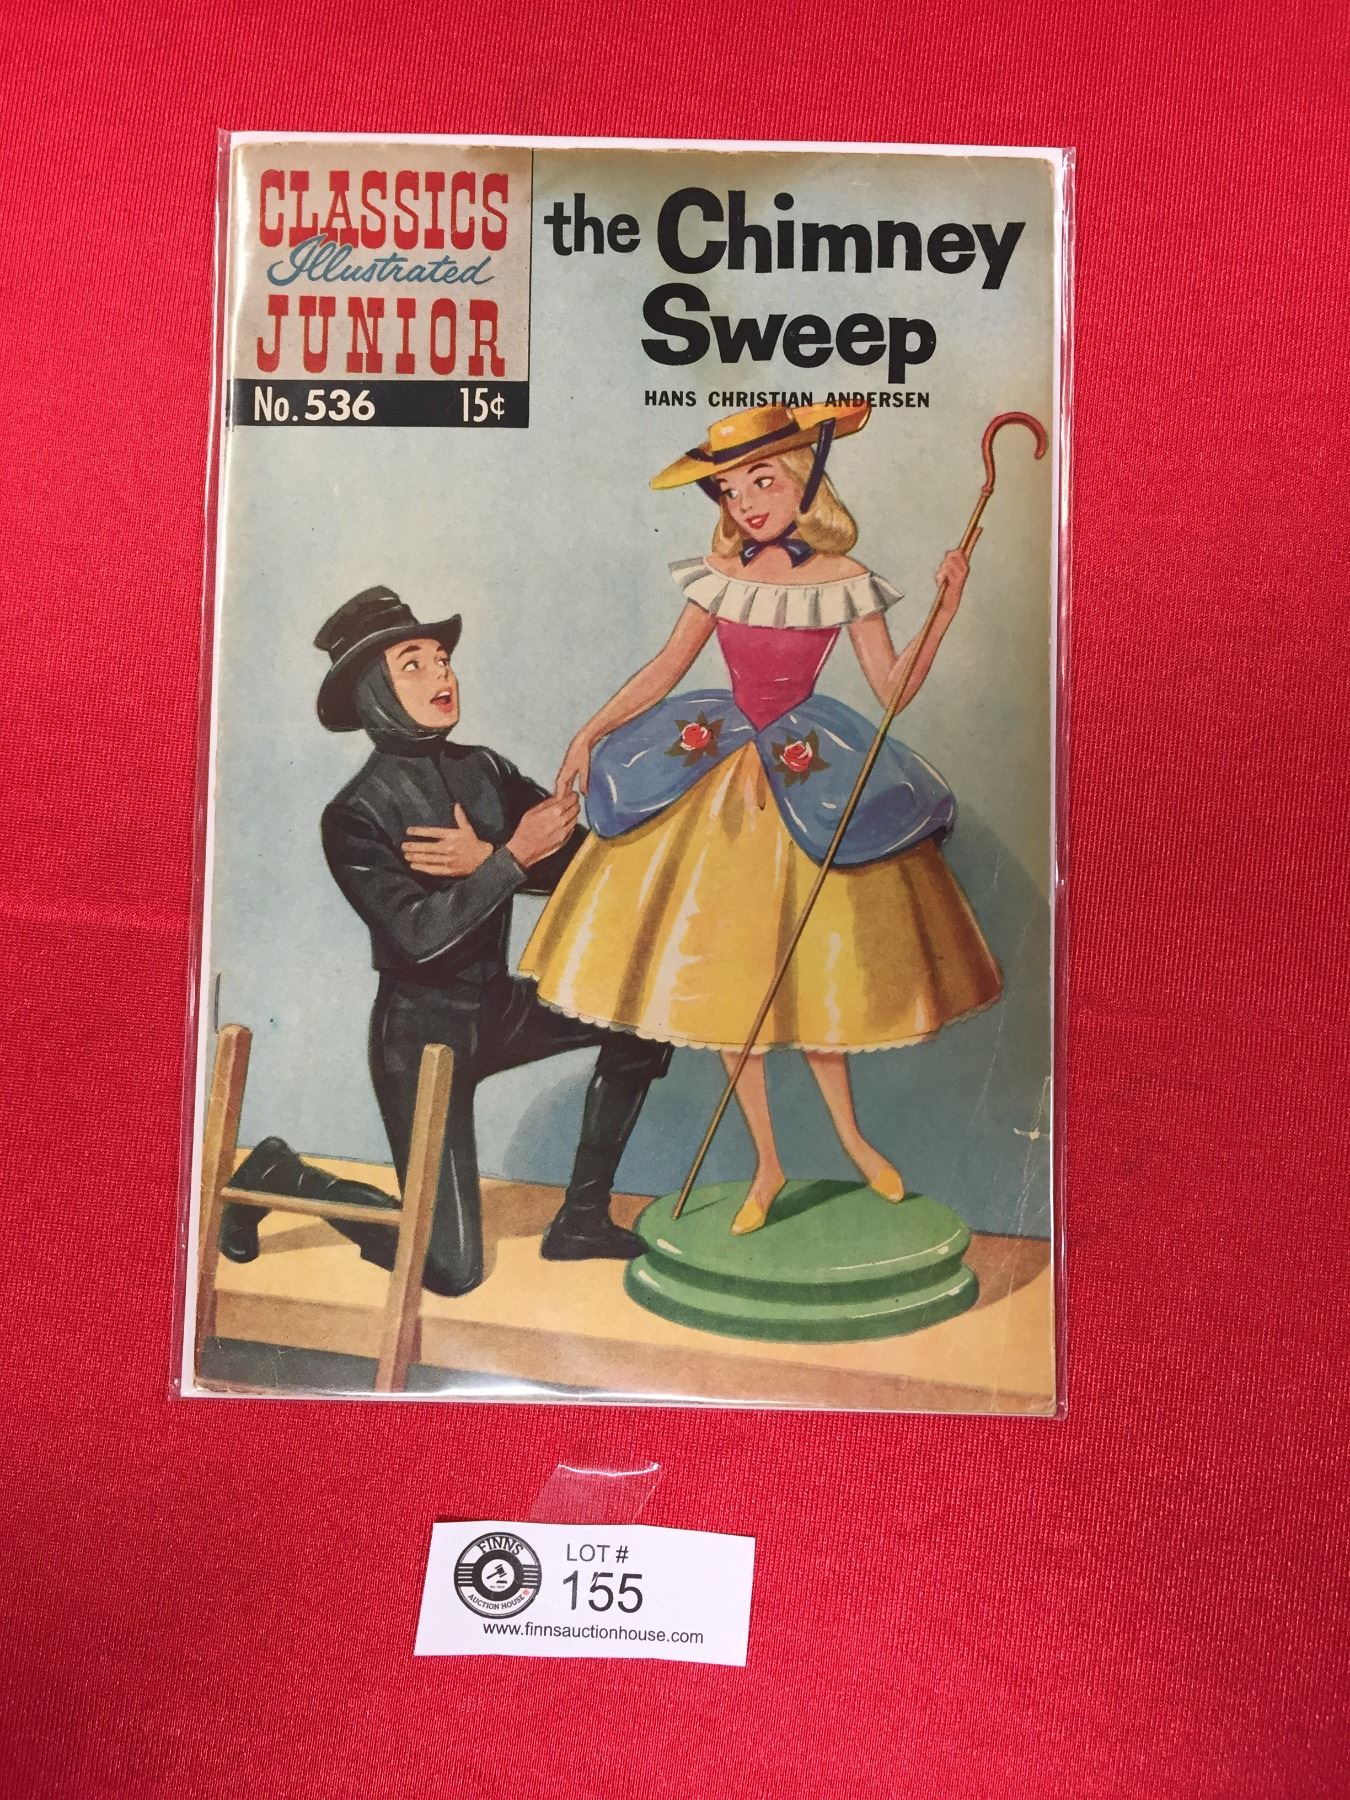 CLASSICS
Illustrated
JUNIOR
No. 536 15¢
the Chimney
Sweep
HANS CHRISTIAN ANDERSEN
FINNS
AUCTION HOUSE
LOT #
155
www.finnsauctionhouse.com